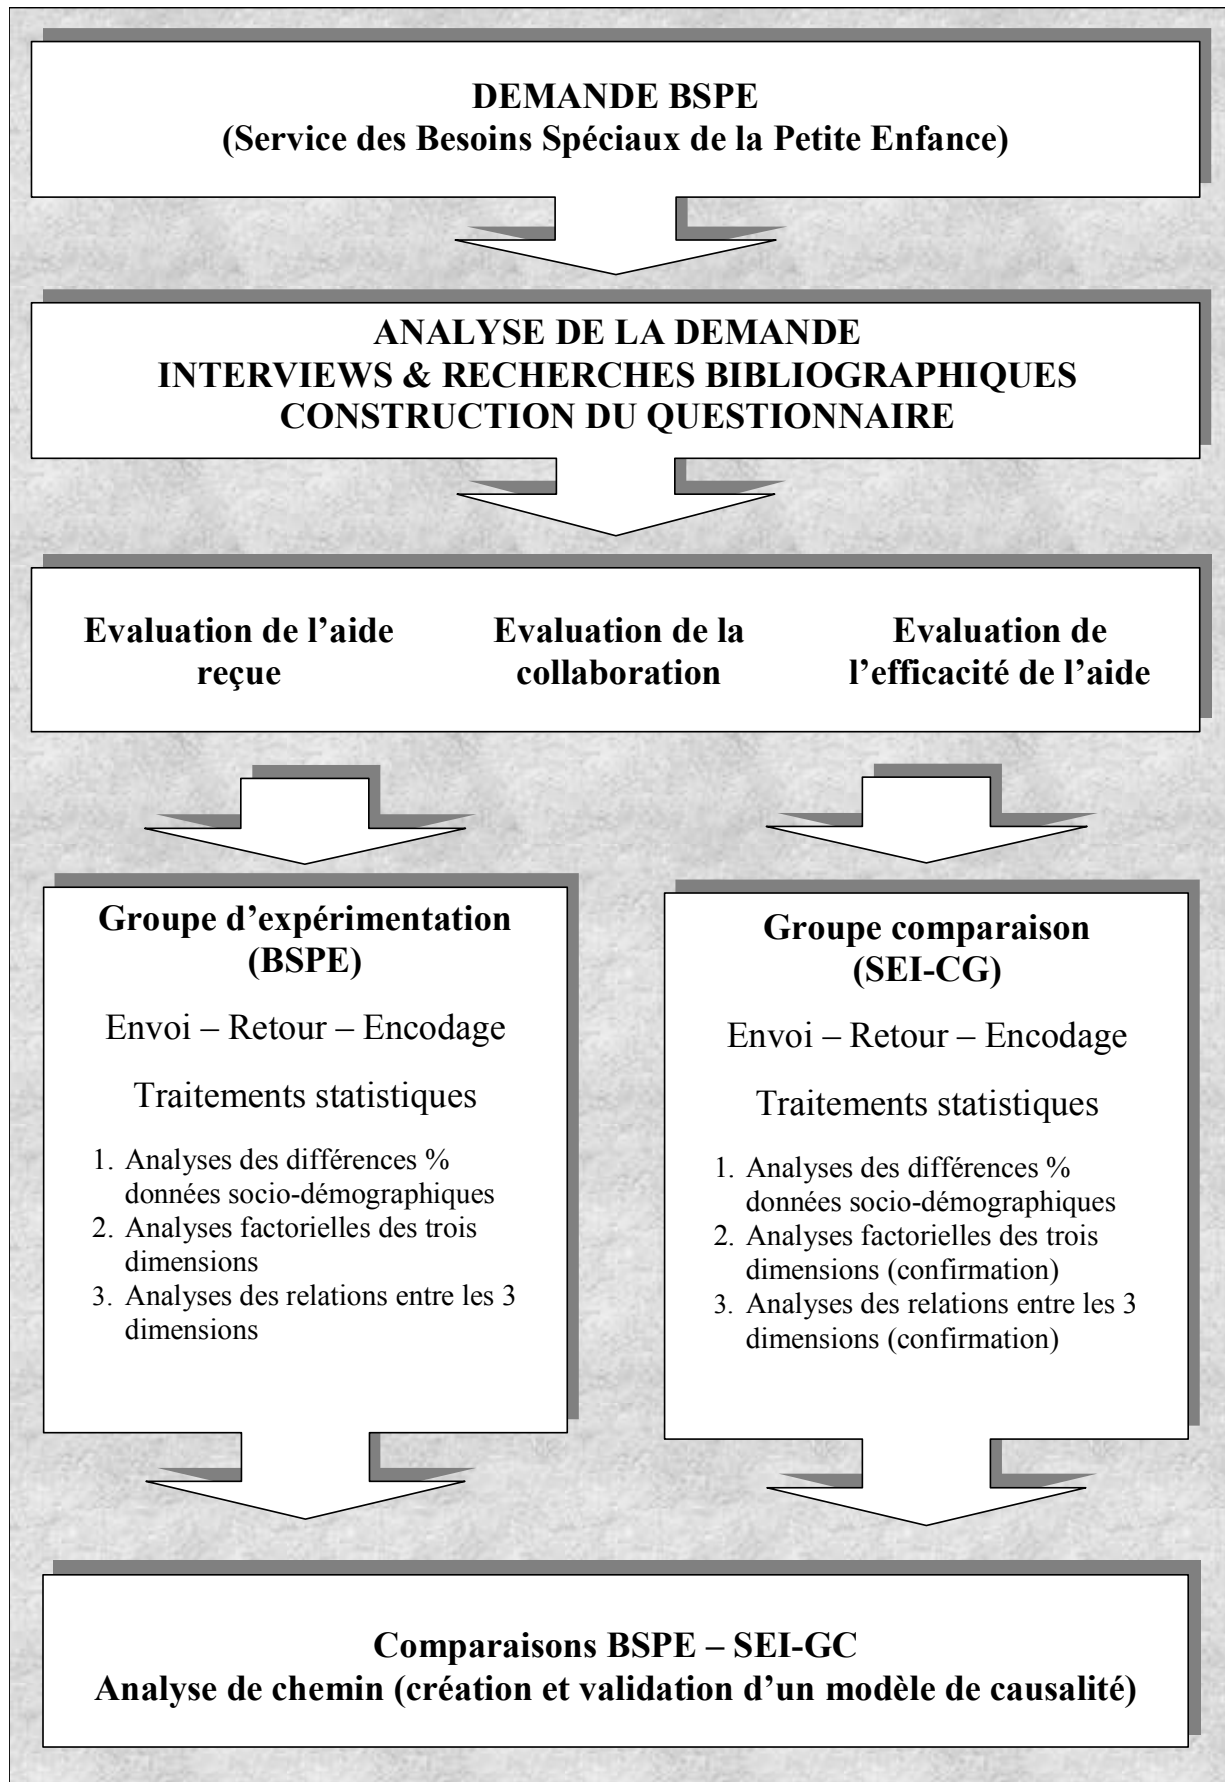 DEMANDE BSPE
(Service des Besoins Spéciaux de la Petite Enfance)
ANALYSE DE LA DEMANDE
INTERVIEWS & RECHERCHES BIBLIOGRAPHIQUES
CONSTRUCTION DU QUESTIONNAIRE
Evaluation de l’aide
reçue
Evaluation de la
collaboration
Evaluation de
l’efficacité de l’aide
Groupe d’expérimentation
(BSPE)
Envoi – Retour – Encodage
Traitements statistiques
1. Analyses des différences %
données socio-démographiques
2. Analyses factorielles des trois
dimensions
3. Analyses des relations entre les 3
dimensions
Groupe comparaison
(SEI-CG)
Envoi – Retour – Encodage
Traitements statistiques
1. Analyses des différences %
données socio-démographiques
2. Analyses factorielles des trois
dimensions (confirmation)
3. Analyses des relations entre les 3
dimensions (confirmation)
Comparaisons BSPE – SEI-GC
Analyse de chemin (création et validation d’un modèle de causalité)